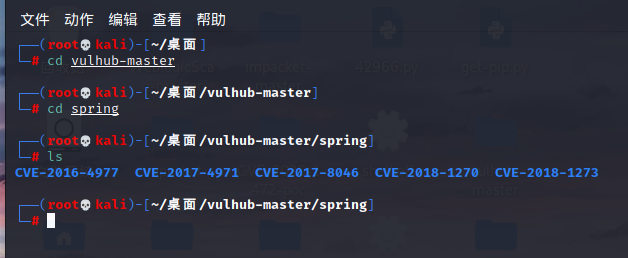 文件 动作 编辑 查看 帮助
┌──(root💀kali)-[~/桌面]
└─# cd vulhub-master
┌──(root💀kali)-[~/桌面/vulhub-master]
└─# cd spring
┌──(root💀kali)-[~/桌面/vulhub-master/spring]
└─# ls
CVE-2016-4977 CVE-2017-4971 CVE-2017-8046 CVE-2018-1270 CVE-2018-1273
┌──(root💀kali)-[~/桌面/vulhub-master/spring]
└─#